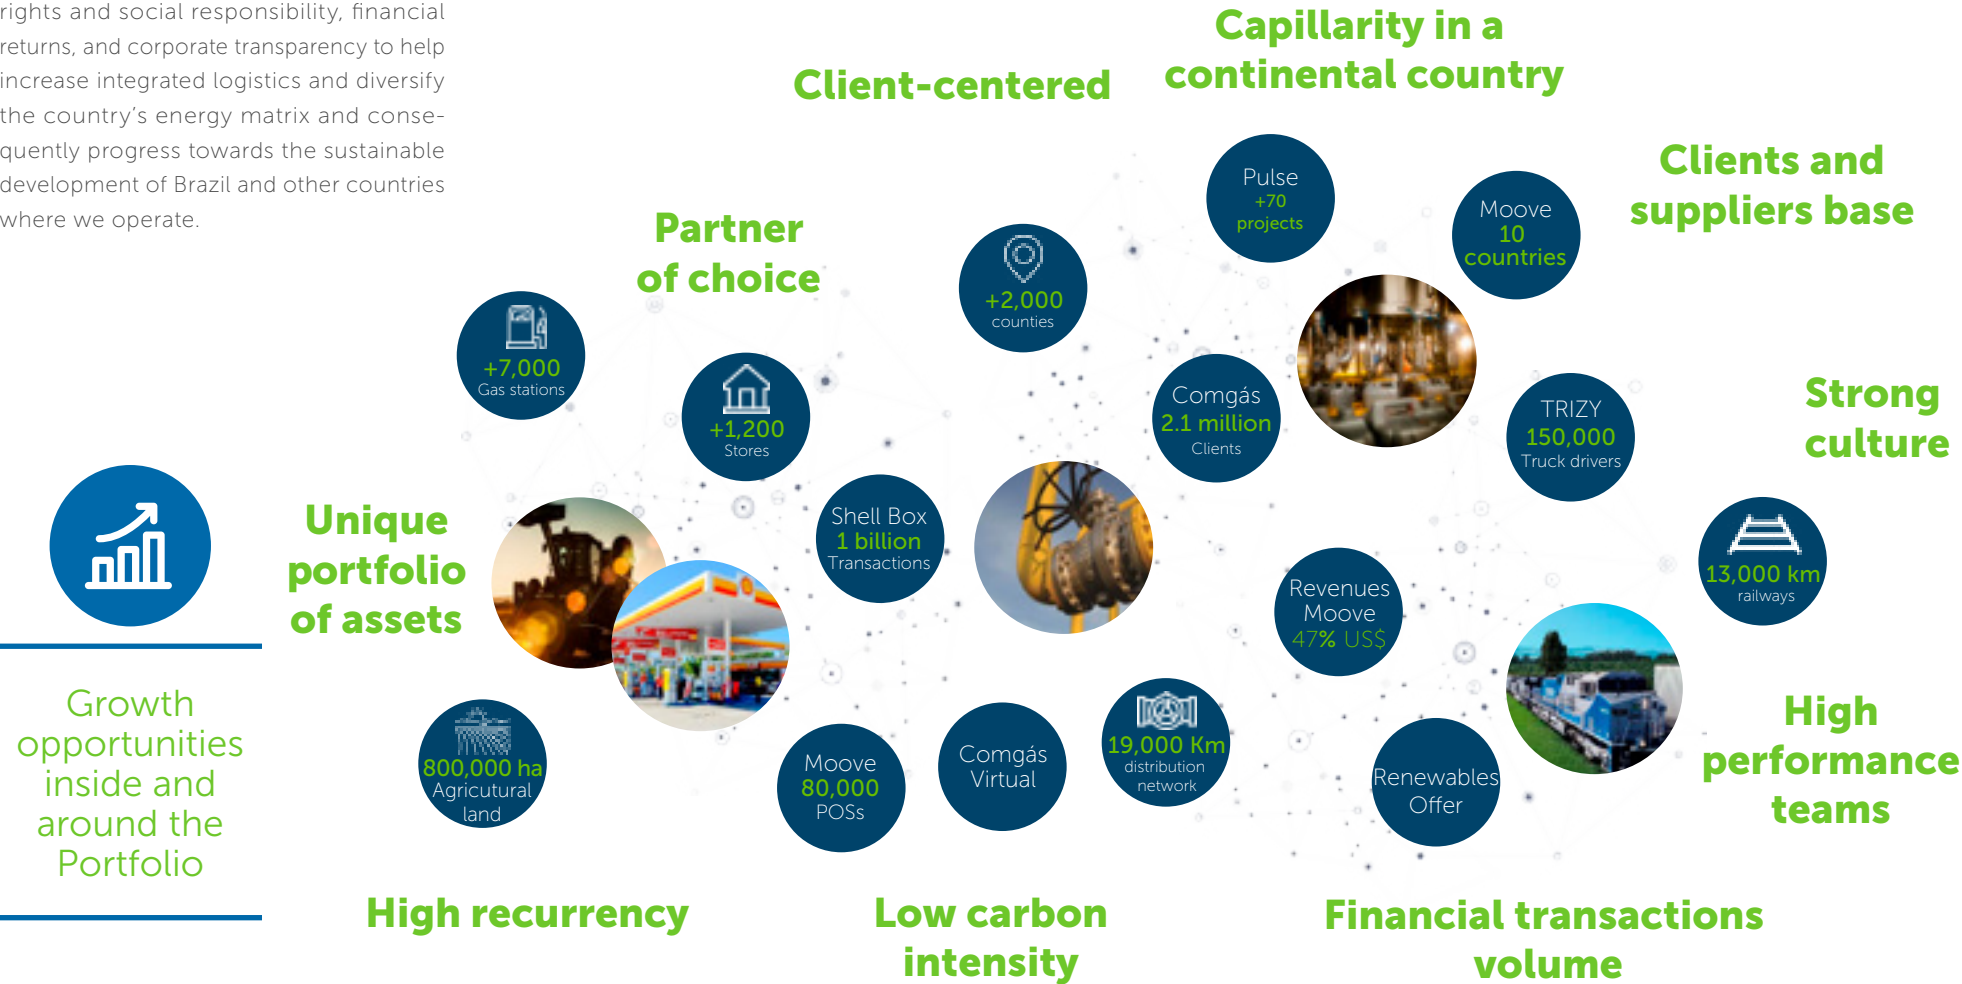 rights and social responsibility, financial
returns, and corporate transparency to help
increase integrated logistics and diversify
the country's energy matrix and conse-
quently progress towards the sustainable
development of Brazil and other countries
where we operate.
Growth
opportunities
inside and
around the
Portfolio
Client-centered
Capillarity in a
continental country
Clients and
suppliers base
Partner
of choice
Strong
culture
Unique
portfolio
of assets
High
performance
teams
High recurrency
Low carbon
intensity
Financial transactions
volume
Pulse
+70
projects
Moove
10
countries
+2,000
counties
+7,000
Gas stations
+1,200
Stores
Comgás
2.1 million
Clients
TRIZY
150,000
Truck drivers
Shell Box
1 billion
Transactions
13,000 km
railways
Revenues
Moove
47% US$
800,000 ha
Agricutural
land
Moove
80,000
POSs
Comgás
Virtual
19,000 Km
distribution
network
Renewables
Offer